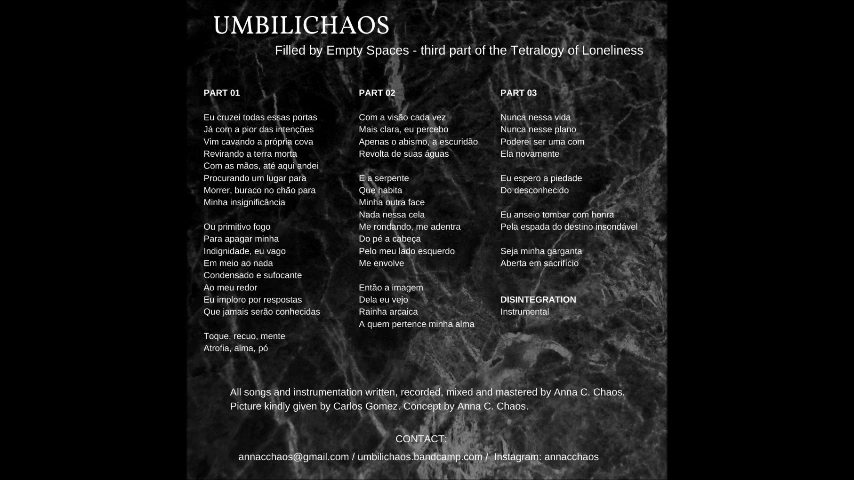 UMBILICHAOS
Filled by Empty Spaces - third part of the Tetralogy of Loneliness
PART 01
Eu cruzei todas essas portas
Já com a pior das intenções
Vim cavando a própria cova
Revirando a terra morta
Com as mãos, até aqui andei
Procurando um lugar para
Morrer, buraco no chão para
Minha insignificância
Ou primitivo fogo
Para apagar minha
Indignidade, eu vago
Em meio ao nada
Condensado e sufocante
Ao meu redor
Eu imploro por respostas
Que jamais serão conhecidas
Toque, recuo, mente
Atrofia, alma, pó
PART 02
Com a visão cada vez
Mais clara, eu percebo
Apenas o abismo, a escuridão
Revolta de suas águas
E a serpente
Que habita
Minha outra face
Nada nessa cela
Me rondando, me adentra
Do pé a cabeça
Pelo meu lado esquerdo
Me envolve
Então a imagem
Dela eu vejo
Rainha arcaica
A quem pertence minha alma
PART 03
Nunca nessa vida
Nunca nesse plano
Poderei ser uma com
Ela novamente
Eu espero a piedade
Do desconhecido
Eu anseio tombar com honra
Pela espada do destino insondável
Seja minha garganta
Aberta em sacrifício
DISINTEGRATION
Instrumental
All songs and instrumentation written, recorded, mixed and mastered by Anna C. Chaos.
Picture kindly given by Carlos Gomez. Concept by Anna C. Chaos.
CONTACT:
annacchaos@gmail.com / umbilichaos.bandcamp.com / Instagram: annacchaos